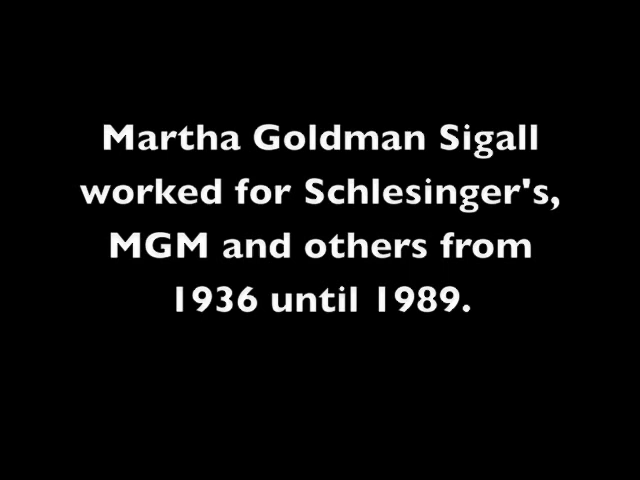 Martha Goldman Sigall
worked for Schlesinger's,
MGM and others from
1936 until 1989.